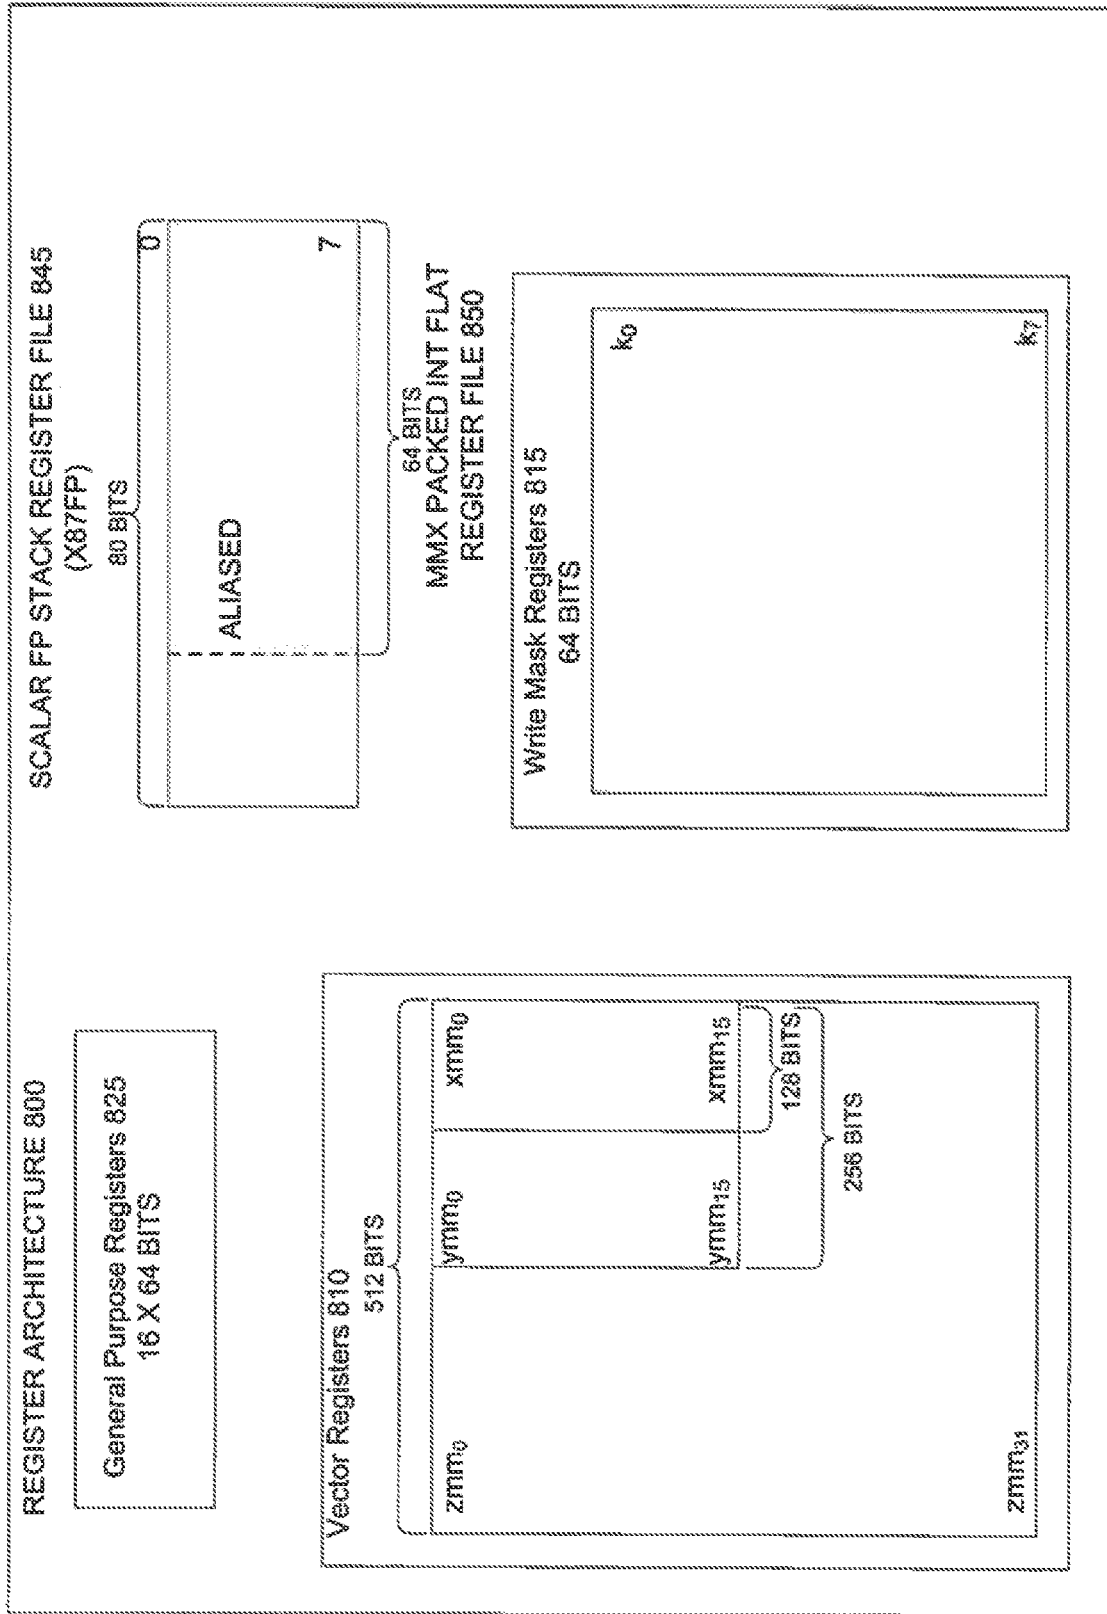 REGISTER ARCHITECTURE 800
General Purpose Registers 825
16 X 64 BITS
Vector Registers 810
512 BITS
zmm0
ymm0
xmm0
ymm15
xmm15
128 BITS
256 BITS
zmm31
SCALAR FP STACK REGISTER FILE 845
(X87FP)
80 BITS
0
ALIASED
7
64 BITS
MMX PACKED INT FLAT
REGISTER FILE 850
Write Mask Registers 815
64 BITS
k0
k7